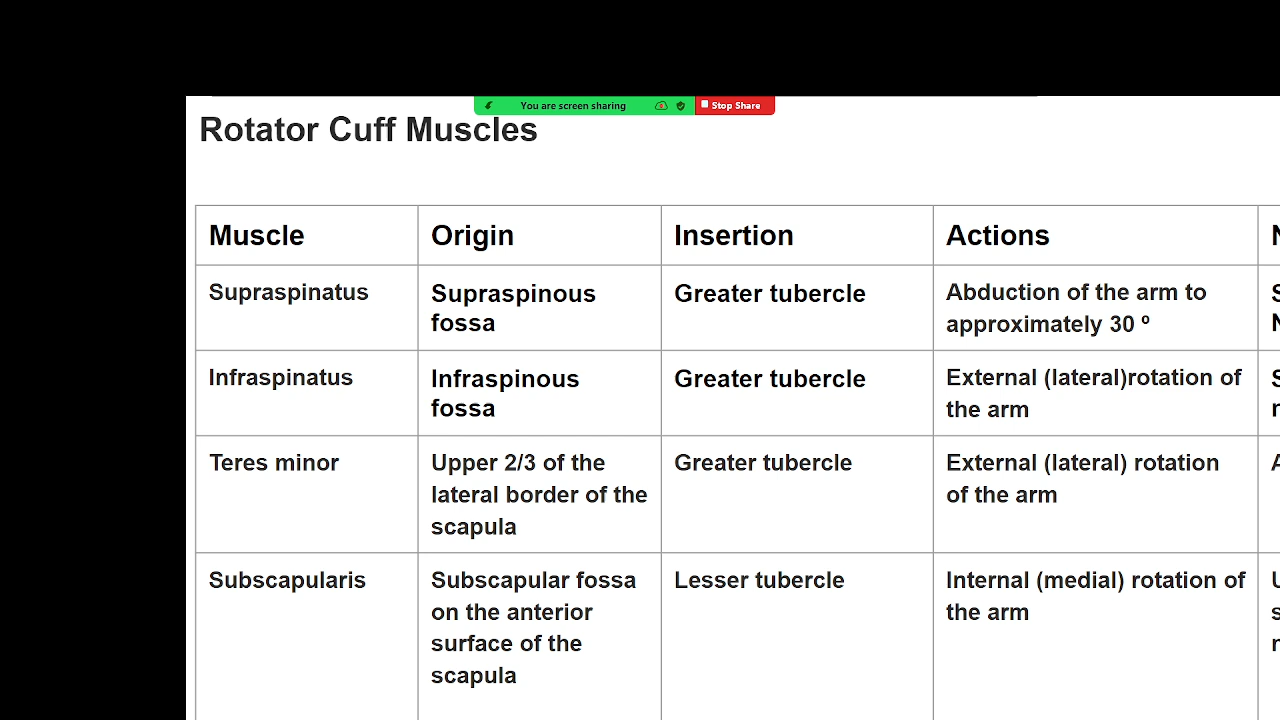 You are screen sharing
Stop Share
Rotator Cuff Muscles
Muscle Origin Insertion Actions
Supraspinatus
Supraspinous
fossa
Greater tubercle
Abduction of the arm to
approximately 30 º
Infraspinatus
Infraspinous
fossa
Greater tubercle
External (lateral)rotation of
the arm
Teres minor
Upper 2/3 of the
lateral border of the
scapula
Greater tubercle
External (lateral) rotation
of the arm
Subscapularis
Subscapular fossa
on the anterior
surface of the
scapula
Lesser tubercle
Internal (medial) rotation of
the arm